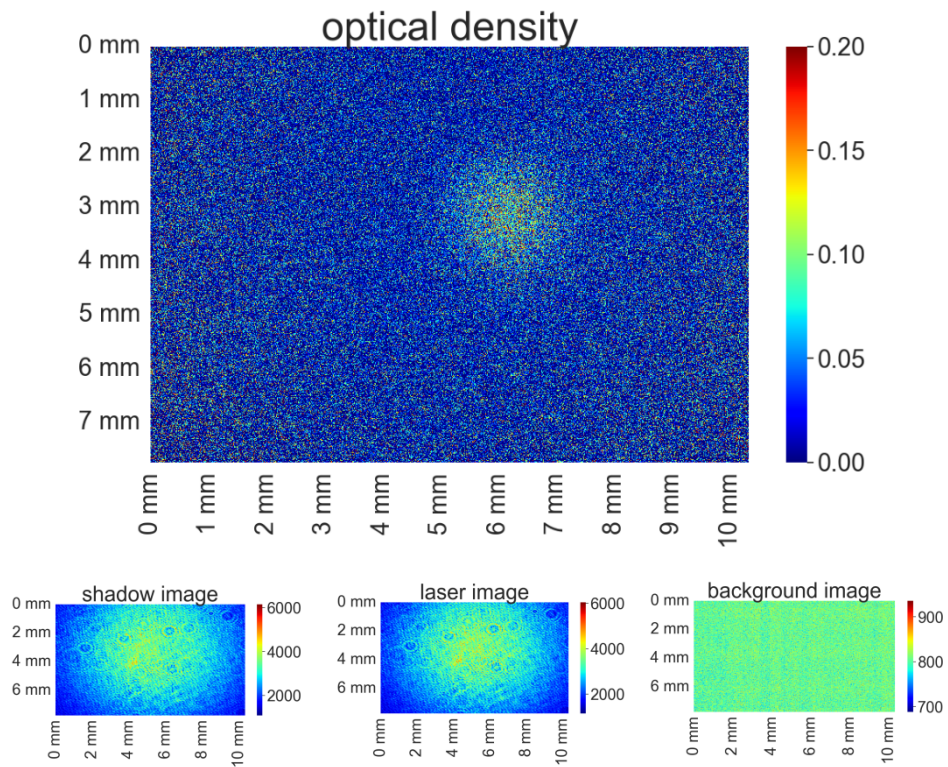 optical density
0 mm
1 mm
2 mm
3 mm
4 mm
5 mm
6 mm
7 mm
0 mm
1 mm
2 mm
3 mm
4 mm
5 mm
6 mm
7 mm
8 mm
9 mm
10 mm
0.20
0.15
0.10
0.05
0.00
shadow image
0 mm
2 mm
4 mm
6 mm
0 mm
2 mm
4 mm
6 mm
8 mm
10 mm
6000
4000
2000
laser image
0 mm
2 mm
4 mm
6 mm
0 mm
2 mm
4 mm
6 mm
8 mm
10 mm
6000
4000
2000
background image
0 mm
2 mm
4 mm
6 mm
0 mm
2 mm
4 mm
6 mm
8 mm
10 mm
900
800
700